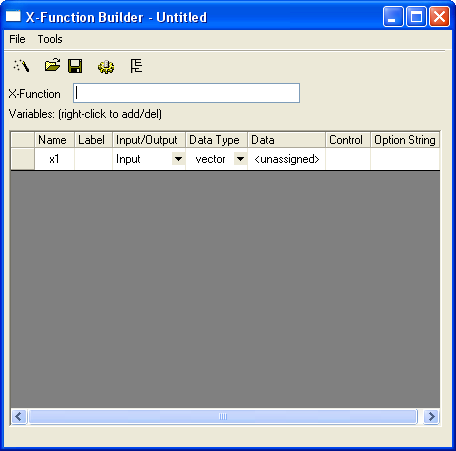 X-Function Builder - Untitled
File Tools
X-Function
Variables: (right-click to add/del)
Name Label Input/Output Data Type Data Control Option String
x1 Input vector <unassigned>